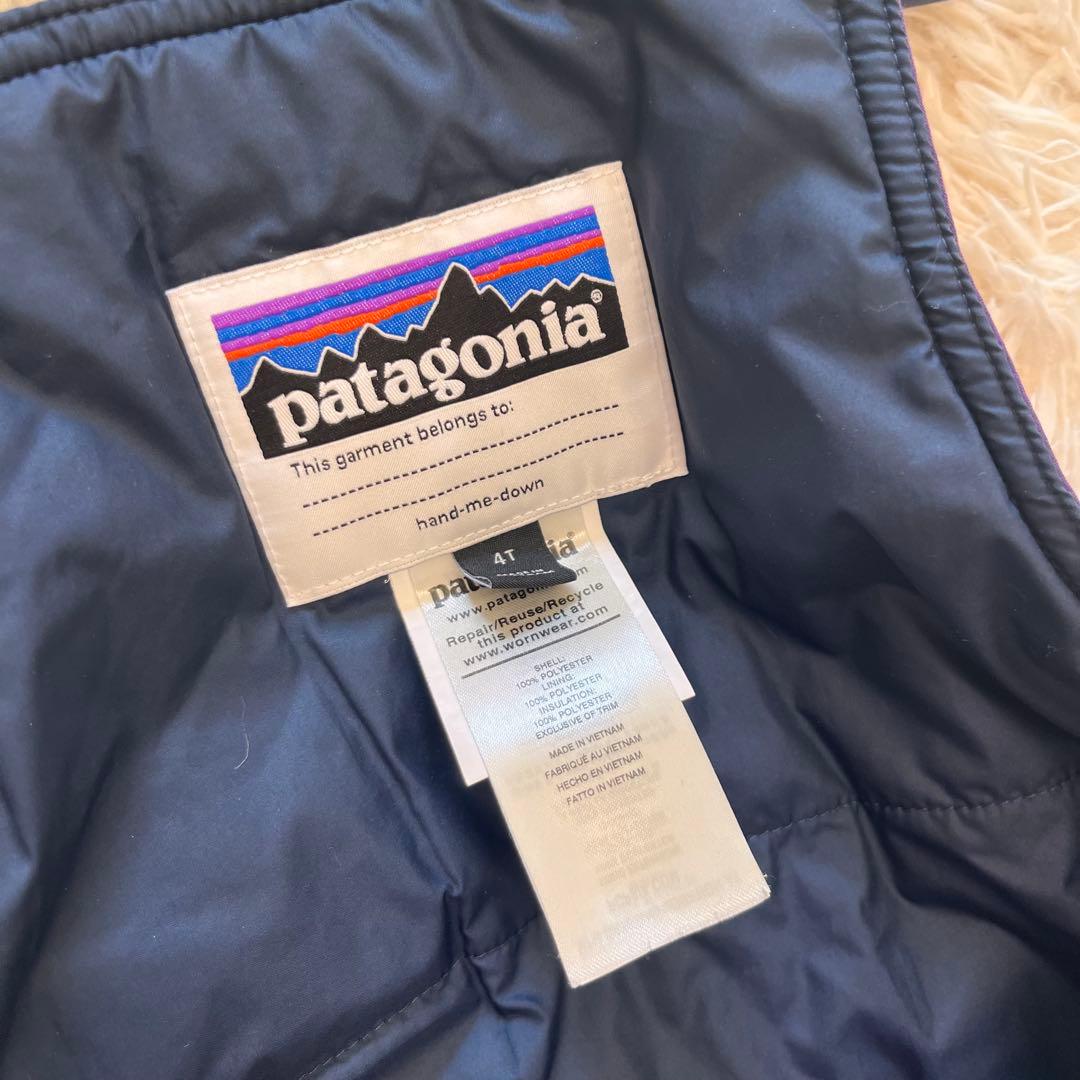 patagonia®
This garment belongs to:
hand-me-down
4T
www.patagonia.com
Repair/Reuse/Recycle
this product at
www.wornwear.com
SHELL:
100% POLYESTER
LINING:
100% POLYESTER
INSULATION:
100% POLYESTER
EXCLUSIVE OF TRIM
MADE IN VIETNAM
FABRIQUÉ AU VIETNAM
HECHO EN VIETNAM
FATTO IN VIETNAM